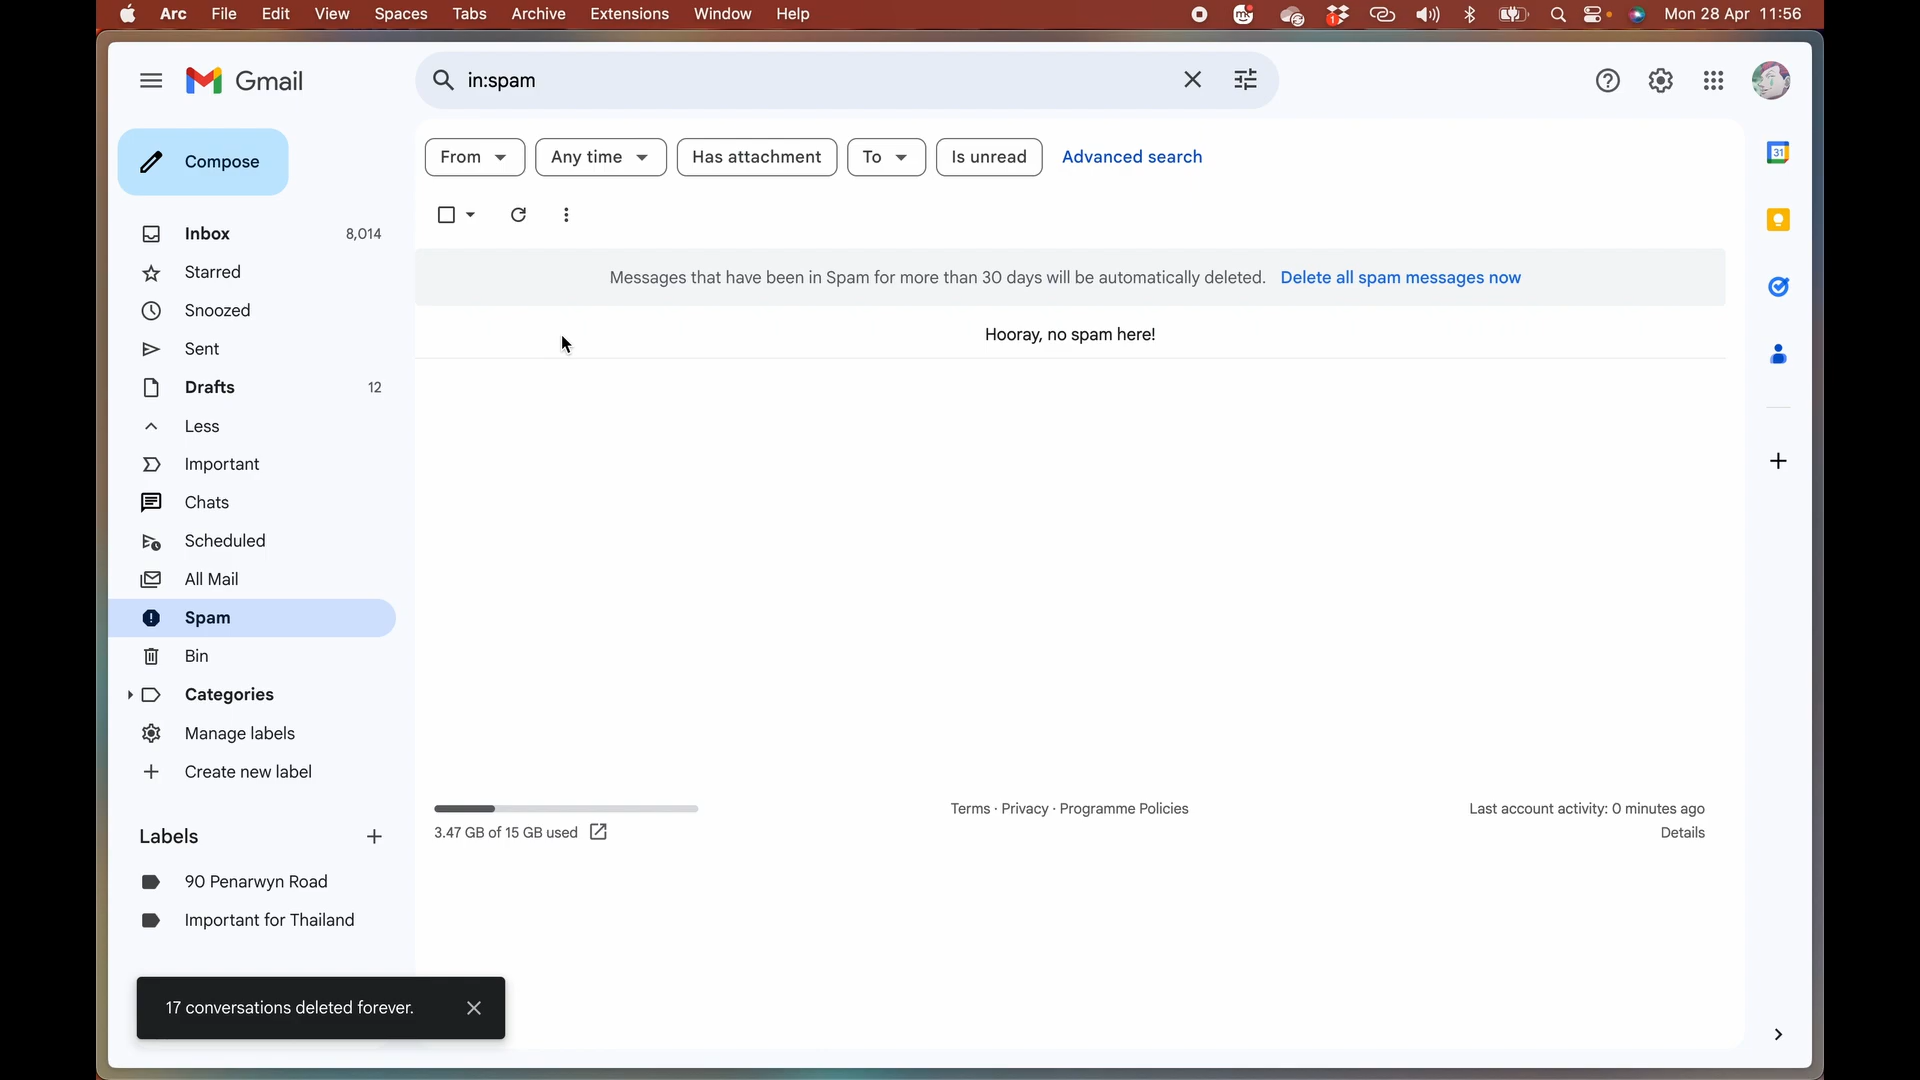 Arc File Edit View Spaces Tabs Archive Extensions Window Help Mon 28 Apr 11:56
Gmail
in:spam
Compose
From Any time Has attachment To Is unread Advanced search
Inbox 8,014
Starred
Snoozed
Sent
Drafts 12
Less
Important
Chats
Scheduled
All Mail
Spam
Bin
Categories
Manage labels
Create new label
Labels
90 Penarwyn Road
Important for Thailand
Messages that have been in Spam for more than 30 days will be automatically deleted. Delete all spam messages now
Hooray, no spam here!
3.47 GB of 15 GB used
Terms · Privacy · Programme Policies
Last account activity: 0 minutes ago
Details
17 conversations deleted forever.
31
1